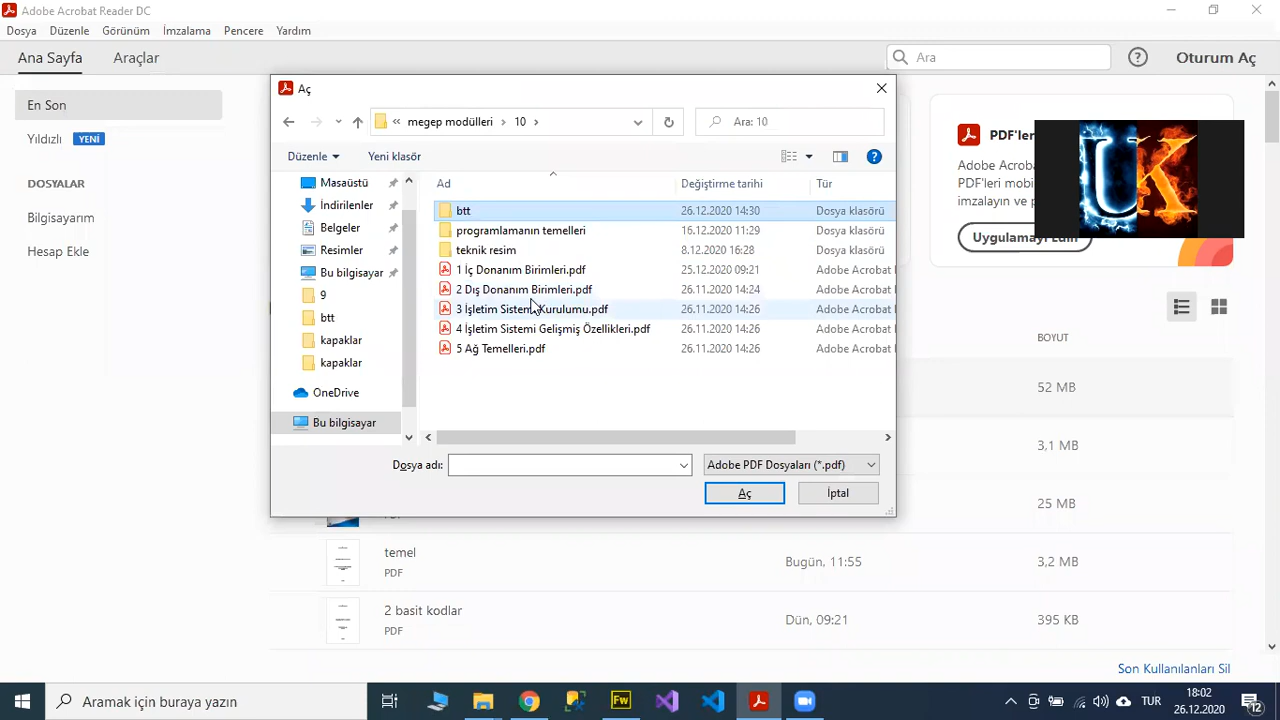 Adobe Acrobat Reader DC
Dosya Düzenle Görünüm İmzalama Pencere Yardım
Ana Sayfa Araçlar Ara Oturum Aç
En Son
Yıldızlı YENİ
DOSYALAR
Bilgisayarım
Hesap Ekle
Aç
megep modülleri 10 Ara: 10
Düzenle Yeni klasör
Masaüstü
İndirilenler
Belgeler
Resimler
Bu bilgisayar
9
btt
kapaklar
kapaklar
OneDrive
Bu bilgisayar
Ad Değiştirme tarihi Tür
btt 26.12.2020 14:30 Dosya klasörü
programlamanın temelleri 16.12.2020 11:29 Dosya klasörü
teknik resim 8.12.2020 16:28 Dosya klasörü
1 İç Donanım Birimleri.pdf 25.12.2020 09:21 Adobe Acrobat
2 Dış Donanım Birimleri.pdf 26.11.2020 14:24 Adobe Acrobat
3 İşletim Sistemi Kurulumu.pdf 26.11.2020 14:26 Adobe Acrobat
4 İşletim Sistemi Gelişmiş Özellikleri.pdf 26.11.2020 14:26 Adobe Acrobat
5 Ağ Temelleri.pdf 26.11.2020 14:26 Adobe Acrobat
Dosya adı: Adobe PDF Dosyaları (*.pdf)
Aç İptal
PDF'ler
Adobe Acroba
PDF'leri mobi
imzalayın ve p
Uygulamayı Edin
UK
BOYUT
52 MB
3,1 MB
25 MB
PDF
temel
PDF
Bugün, 11:55 3,2 MB
2 basit kodlar
PDF
Dün, 09:21 395 KB
Son Kullanılanları Sil
Aramak için buraya yazın
Fw
TUR
18:02
26.12.2020
12